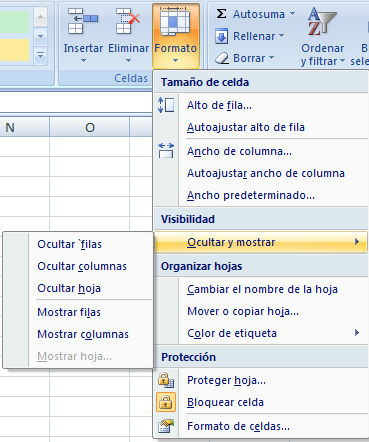 Insertar Eliminar Formato
Celdas
Σ Autosuma
Rellenar
Borrar
Ordenar
y filtrar
B
sele
N O
Tamaño de celda
Alto de fila...
Autoajustar alto de fila
Ancho de columna...
Autoajustar ancho de columna
Ancho predeterminado...
Visibilidad
Ocultar y mostrar
Ocultar `filas
Ocultar columnas
Ocultar hoja
Mostrar filas
Mostrar columnas
Mostrar hoja...
Organizar hojas
Cambiar el nombre de la hoja
Mover o copiar hoja...
Color de etiqueta
Protección
Proteger hoja...
Bloquear celda
Formato de celdas...